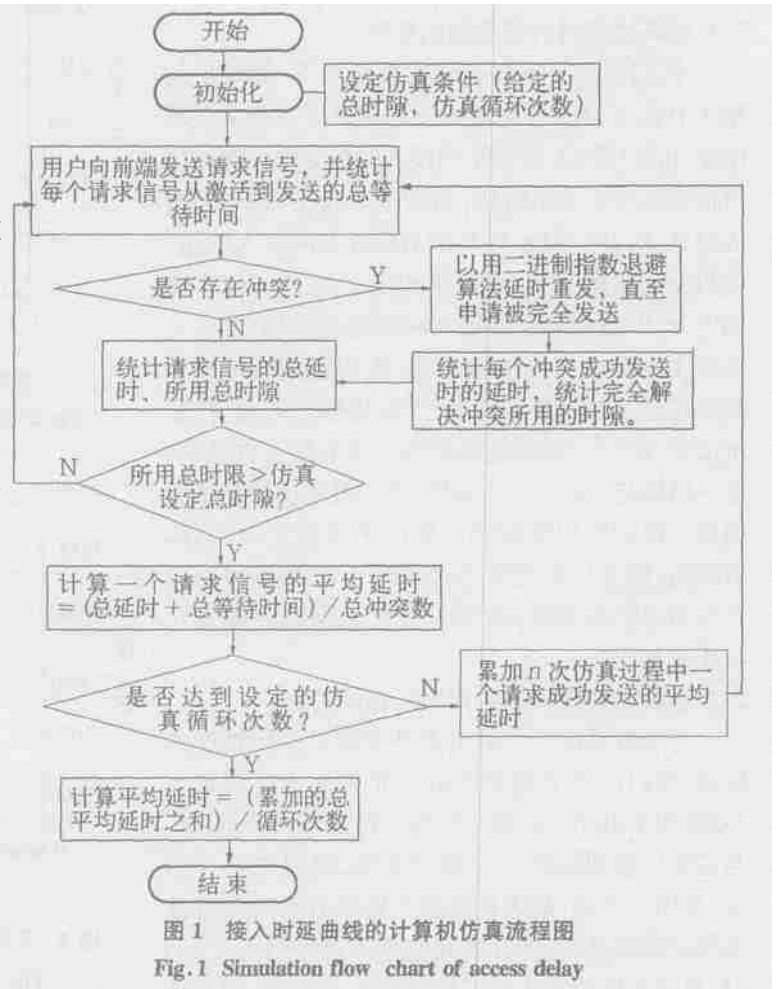 开始
初始化
设定仿真条件（给定的
总时隙，仿真循环次数）
用户向前端发送请求信号，并统计
每个请求信号从激活到发送的总等
待时间
是否存在冲突？
Y
以用二进制指数退避
算法延时重发、直至
申请被完全发送
N
统计请求信号的总延
时、所用总时隙
统计每个冲突成功发送
时的延时，统计完全解
决冲突所用的时隙。
N
所用总时限＞仿真
设定总时隙？
Y
计算一个请求信号的平均延时
＝(总延时＋总等待时间)／总冲突数
是否达到设定的仿
真循环次数？
N
累加n次仿真过程中一
个请求成功发送的平均
延时
Y
计算平均延时＝（累加的总
平均延时之和）／循环次数
结束
图1 接入时延曲线的计算机仿真流程图
Fig.1 Simulation flow chart of access delay